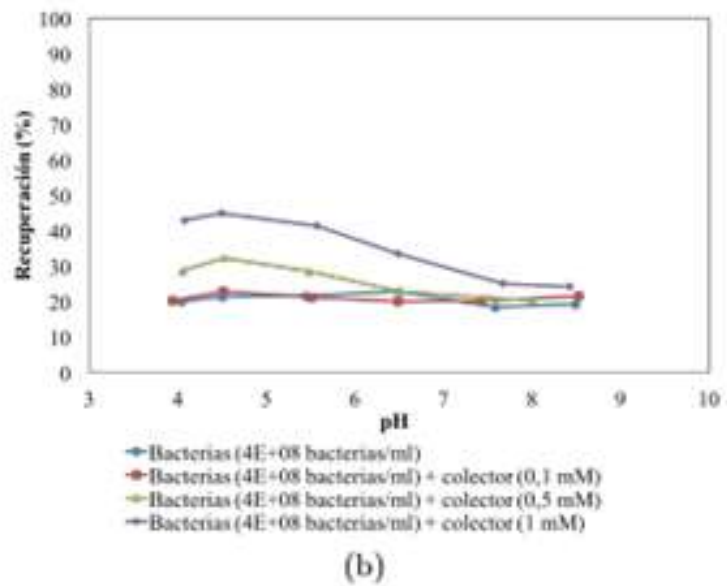 100
90
80
70
60
50
40
30
20
10
0
Recuperación (%)
3 4 5 6 7 8 9 10
pH
Bacterias (4E+08 bacterias/ml)
Bacterias (4E+08 bacterias/ml) + colector (0,1 mM)
Bacterias (4E+08 bacterias/ml) + colector (0,5 mM)
Bacterias (4E+08 bacterias/ml) + colector (1 mM)
(b)